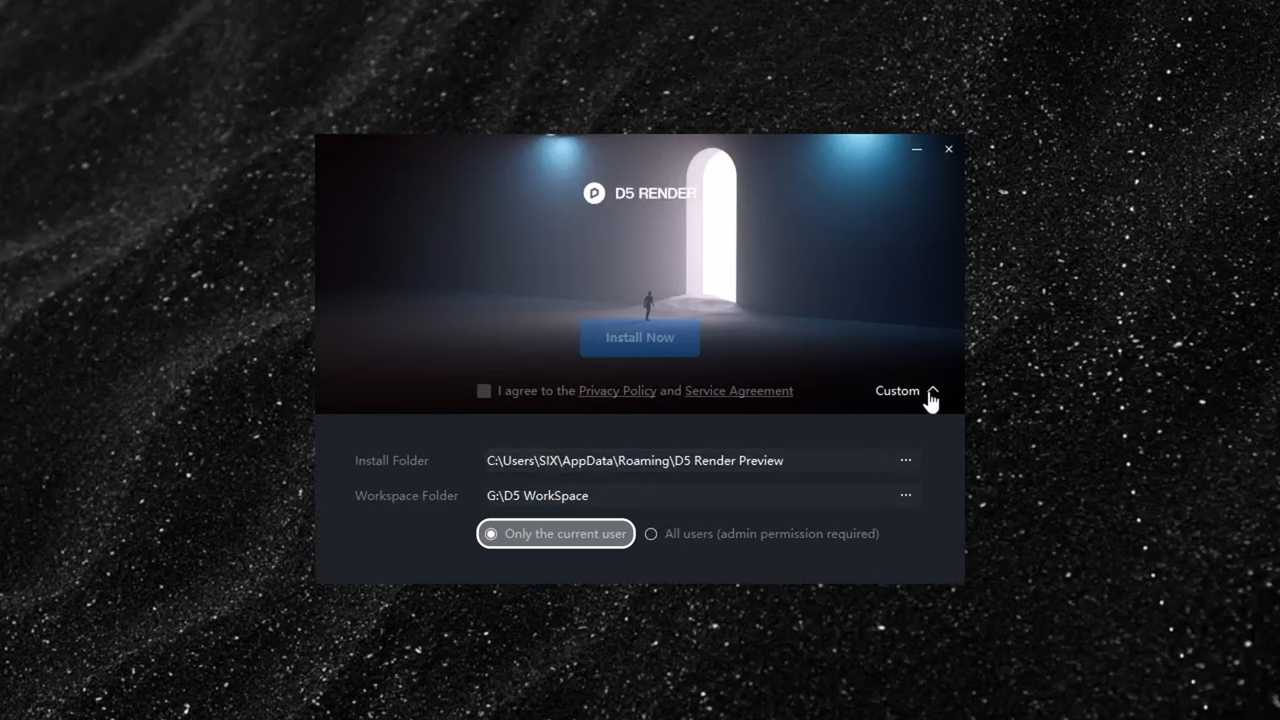 D5 RENDER
Install Now
I agree to the Privacy Policy and Service Agreement
Custom
Install Folder C:\Users\SIX\AppData\Roaming\D5 Render Preview ...
Workspace Folder G:\D5 WorkSpace ...
Only the current user All users (admin permission required)